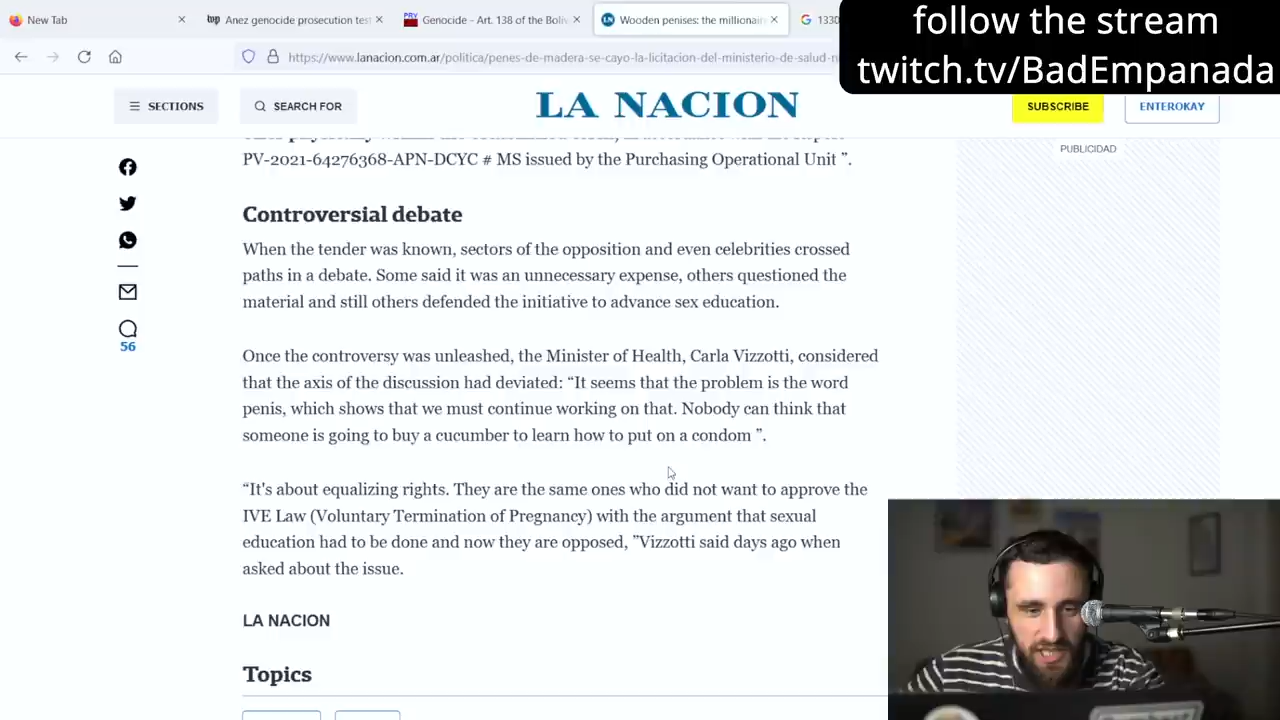 New Tab
Anez genocide prosecution test
Genocide - Art. 138 of the Boliv
Wooden penises: the millionair
1330
follow the stream
twitch.tv/BadEmpanada
https://www.lanacion.com.ar/politica/penes-de-madera-se-cayo-la-licitacion-del-ministerio-de-salud-n
SECTIONS
SEARCH FOR
LA NACION
SUBSCRIBE
ENTEROKAY
PV-2021-64276368-APN-DCYC # MS issued by the Purchasing Operational Unit ”.
PUBLICIDAD
Controversial debate
When the tender was known, sectors of the opposition and even celebrities crossed
paths in a debate. Some said it was an unnecessary expense, others questioned the
material and still others defended the initiative to advance sex education.
56
Once the controversy was unleashed, the Minister of Health, Carla Vizzotti, considered
that the axis of the discussion had deviated: “It seems that the problem is the word
penis, which shows that we must continue working on that. Nobody can think that
someone is going to buy a cucumber to learn how to put on a condom ”.
“It's about equalizing rights. They are the same ones who did not want to approve the
IVE Law (Voluntary Termination of Pregnancy) with the argument that sexual
education had to be done and now they are opposed, ”Vizzotti said days ago when
asked about the issue.
LA NACION
Topics